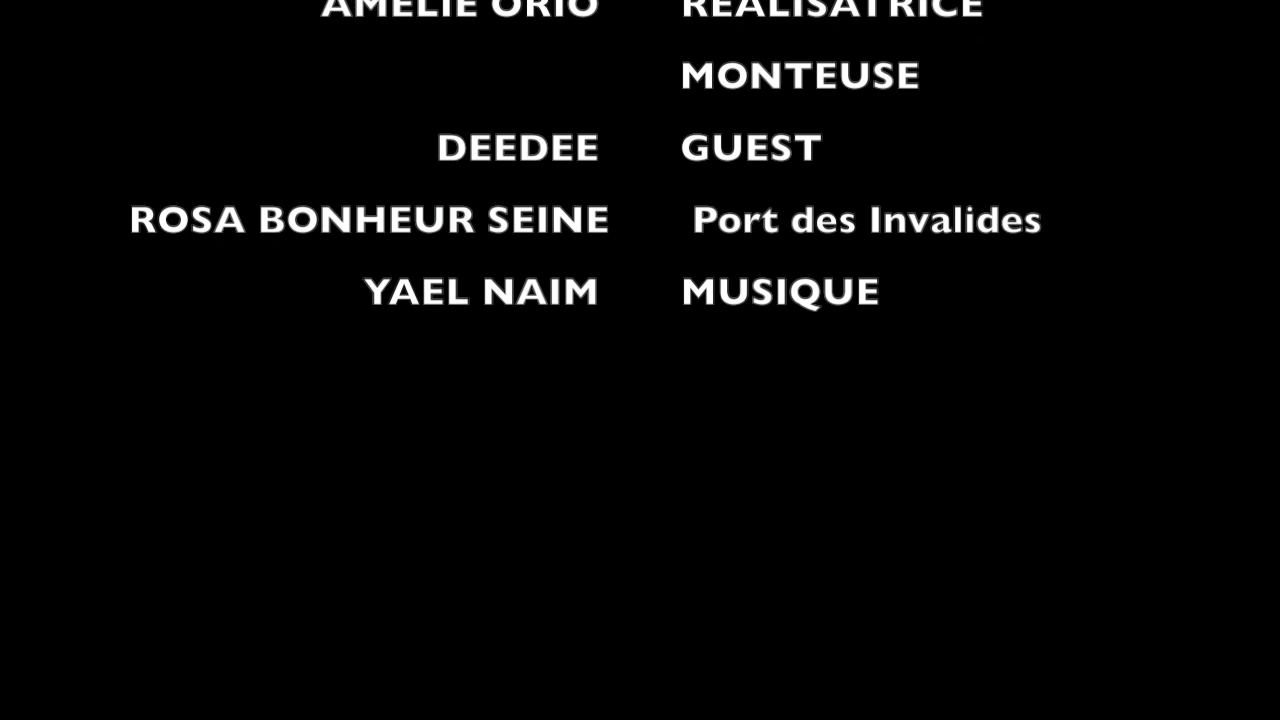 AMELIE ORIO REALISATRICE
MONTEUSE
DEEDEE GUEST
ROSA BONHEUR SEINE Port des Invalides
YAEL NAIM MUSIQUE